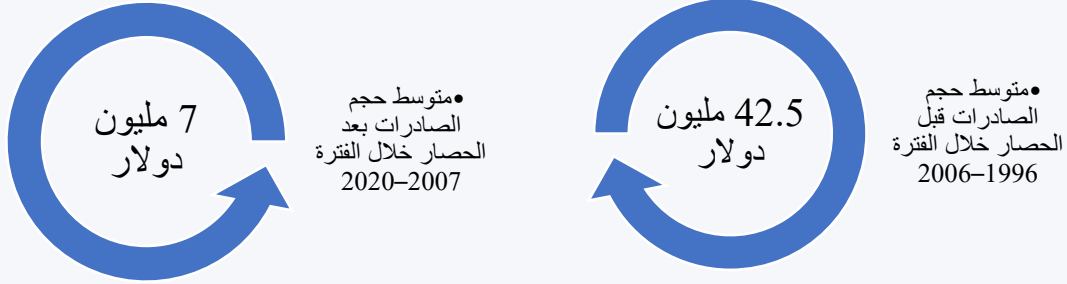 •متوسط حجم
الصادرات قبل
الحصار خلال الفترة
1996–2006
42.5 مليون
دولار
•متوسط حجم
الصادرات بعد
الحصار خلال الفترة
2007–2020
7 مليون
دولار